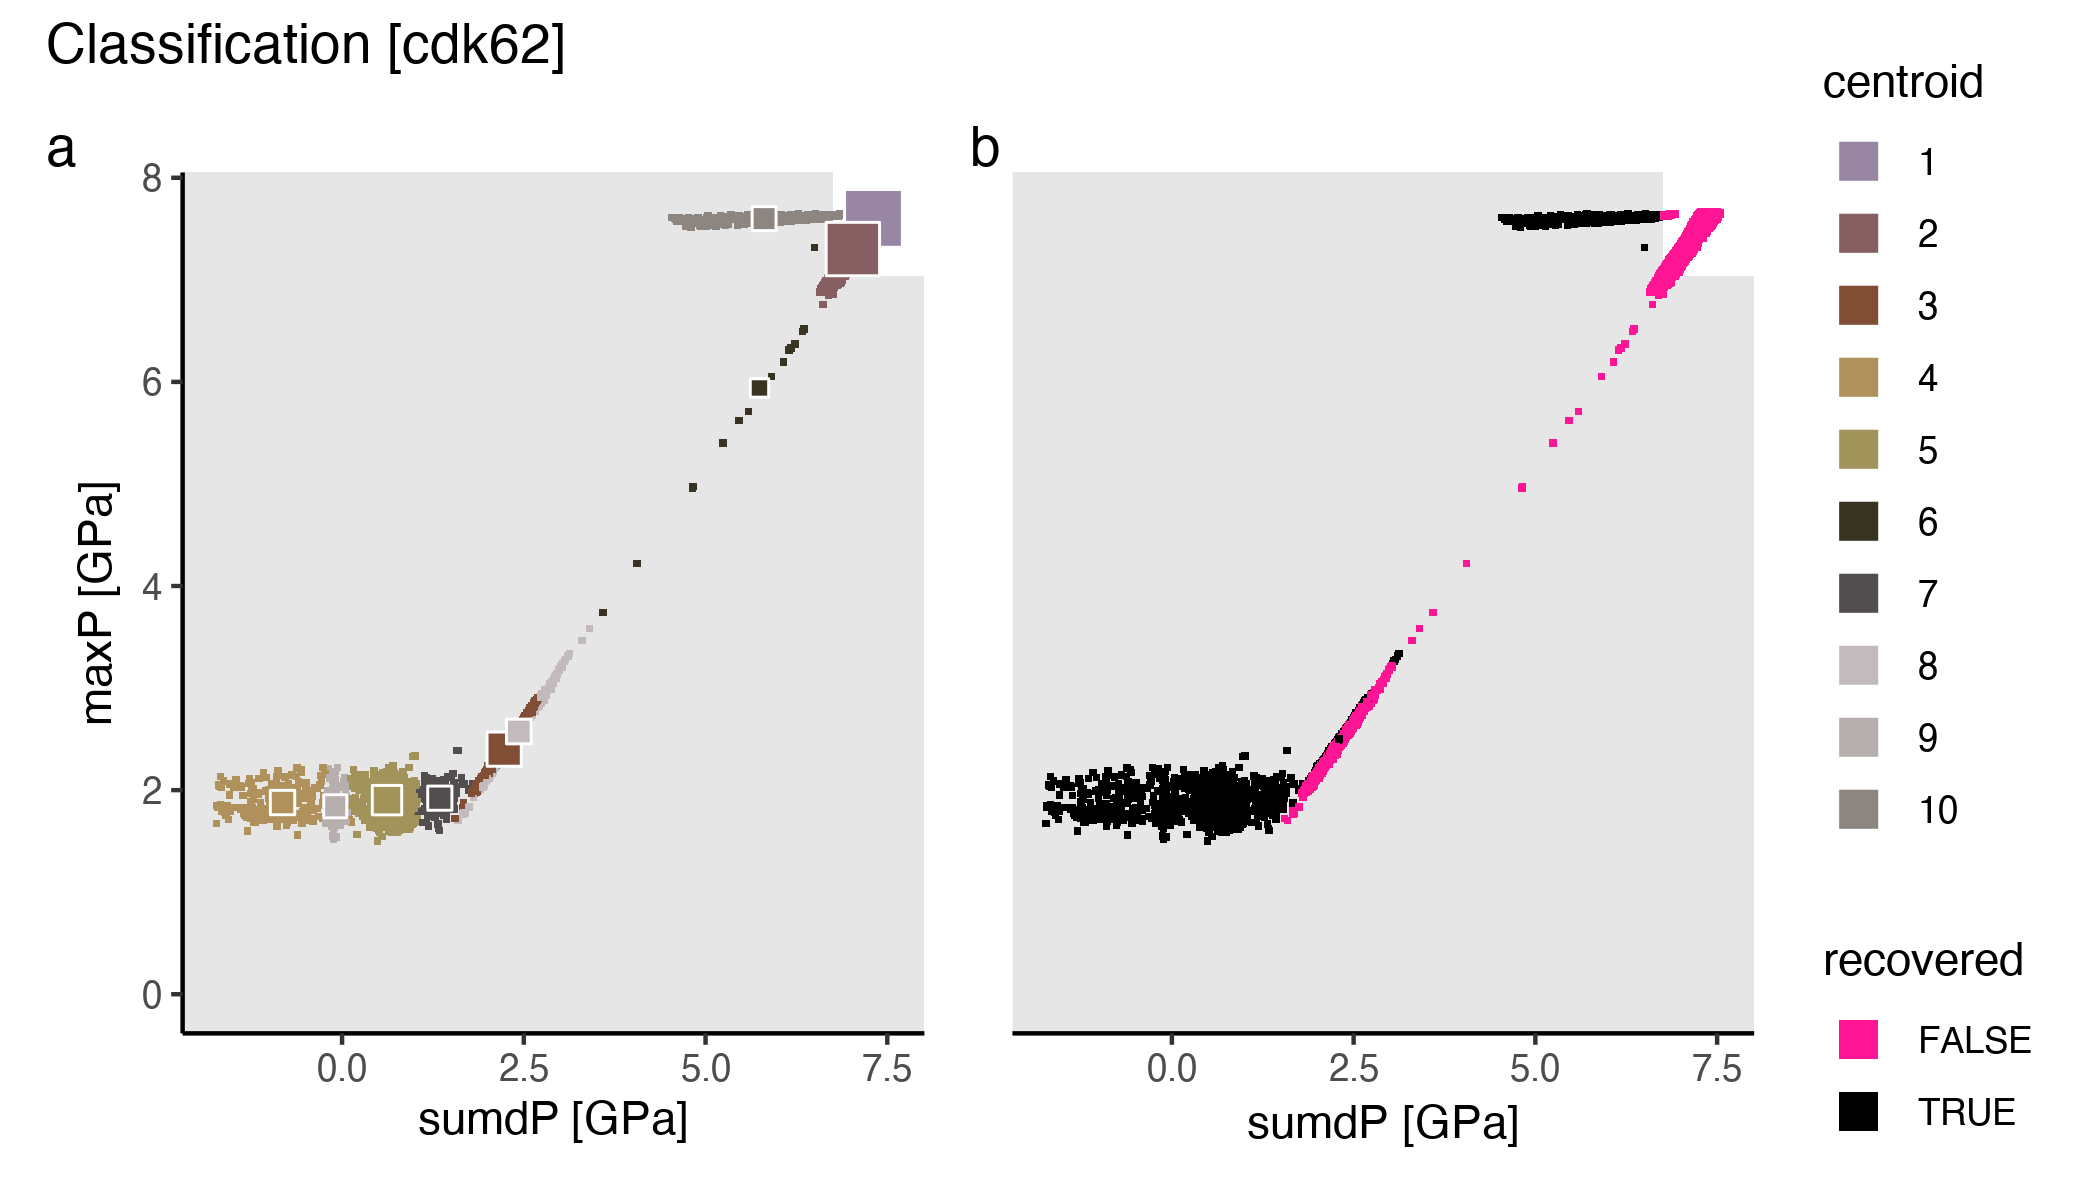 Classification [cdk62]
a
b
maxP [GPa]
8
6
4
2
0
0.0 2.5 5.0 7.5
sumdP [GPa]
0.0 2.5 5.0 7.5
sumdP [GPa]
centroid
1
2
3
4
5
6
7
8
9
10
recovered
FALSE
TRUE